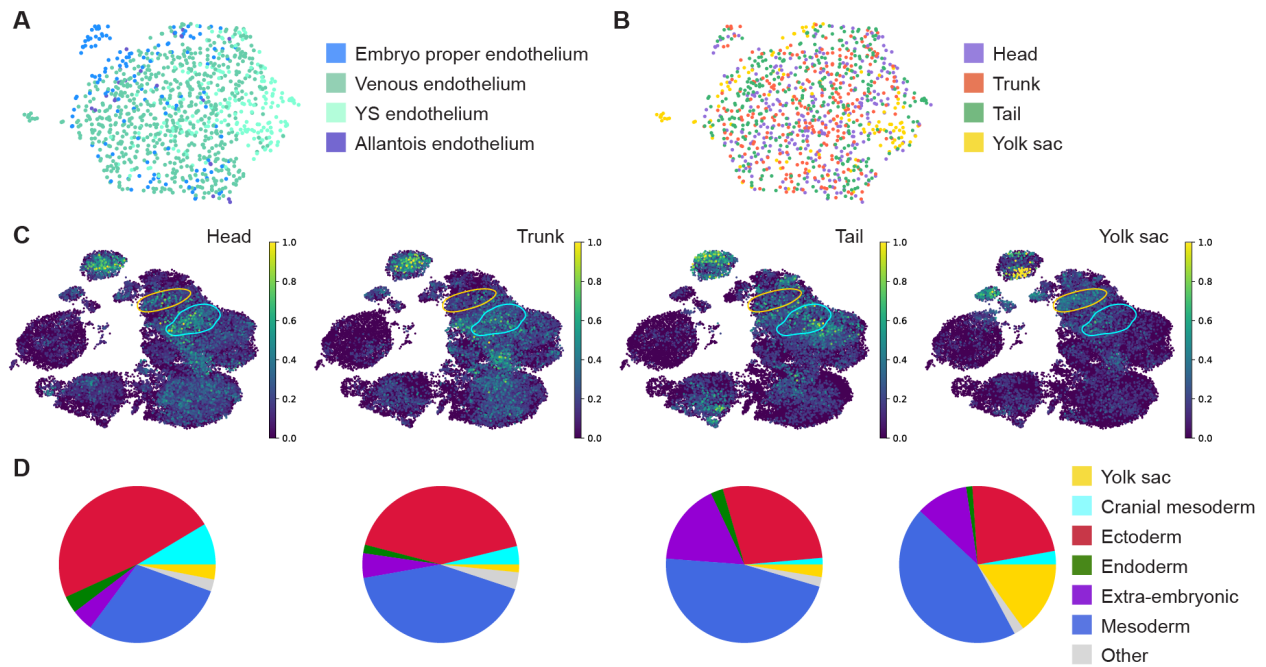 A
Embryo proper endothelium
Venous endothelium
YS endothelium
Allantois endothelium
B
Head
Trunk
Tail
Yolk sac
C
Head
1.0
0.8
0.6
0.4
0.2
0.0
Trunk
1.0
0.8
0.6
0.4
0.2
0.0
Tail
1.0
0.8
0.6
0.4
0.2
0.0
Yolk sac
1.0
0.8
0.6
0.4
0.2
0.0
D
Yolk sac
Cranial mesoderm
Ectoderm
Endoderm
Extra-embryonic
Mesoderm
Other